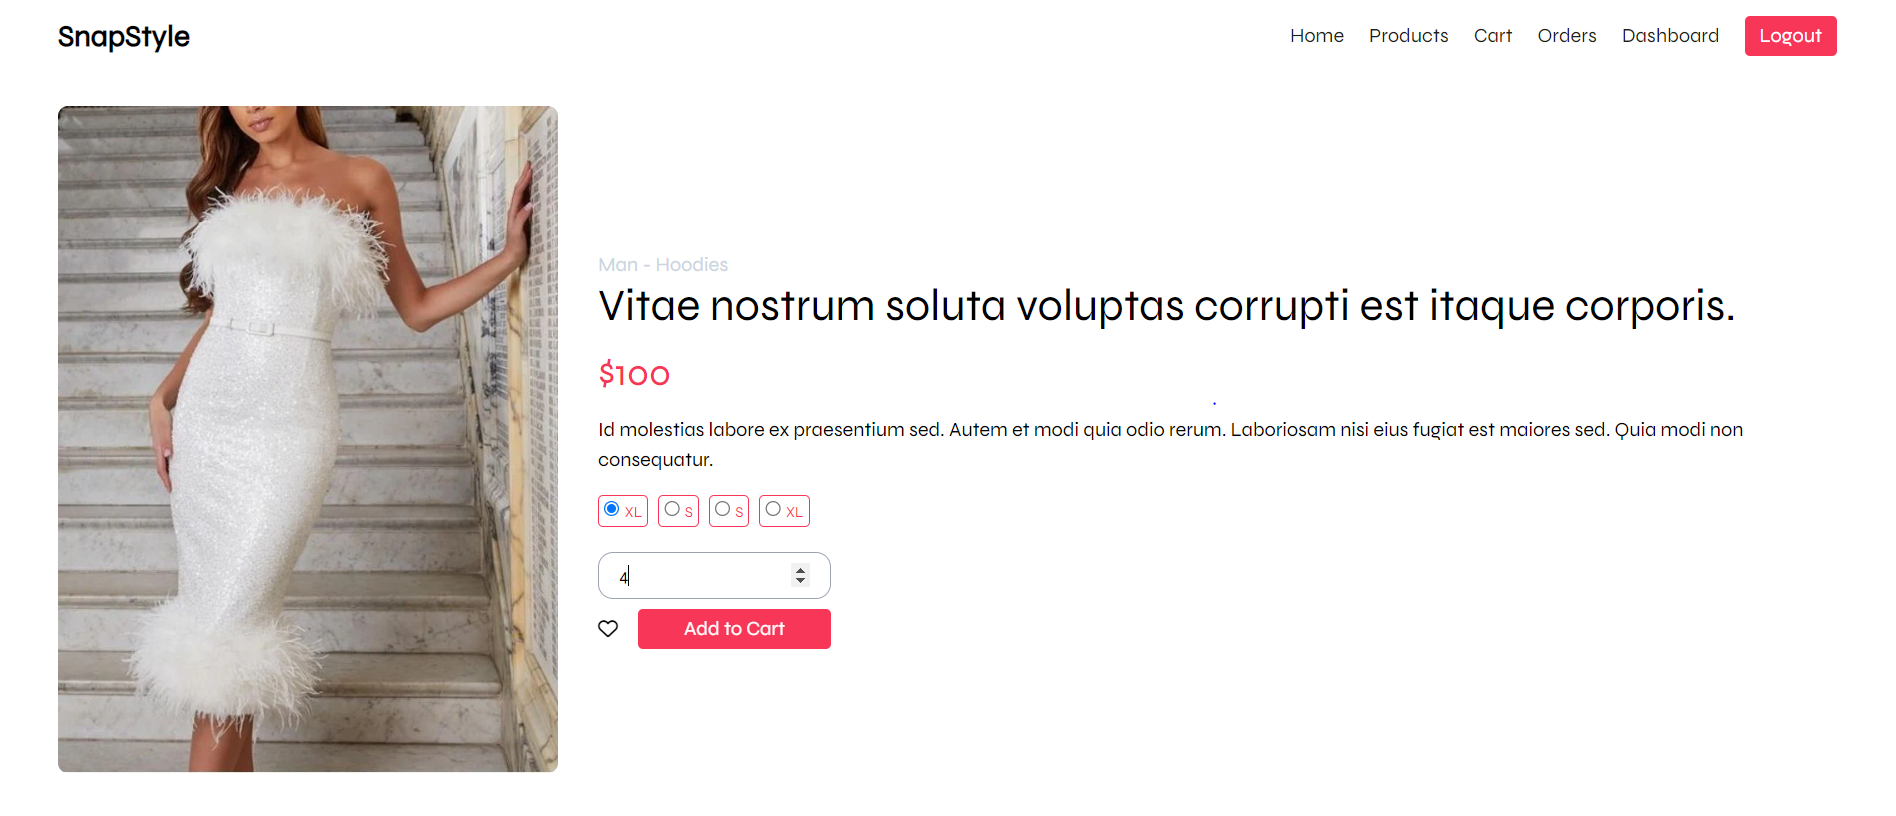 SnapStyle
Home Products Cart Orders Dashboard Logout
Man - Hoodies
Vitae nostrum soluta voluptas corrupti est itaque corporis.
$100
Id molestias labore ex praesentium sed. Autem et modi quia odio rerum. Laboriosam nisi eius fugiat est maiores sed. Quia modi non
consequatur.
XL S S XL
4
Add to Cart